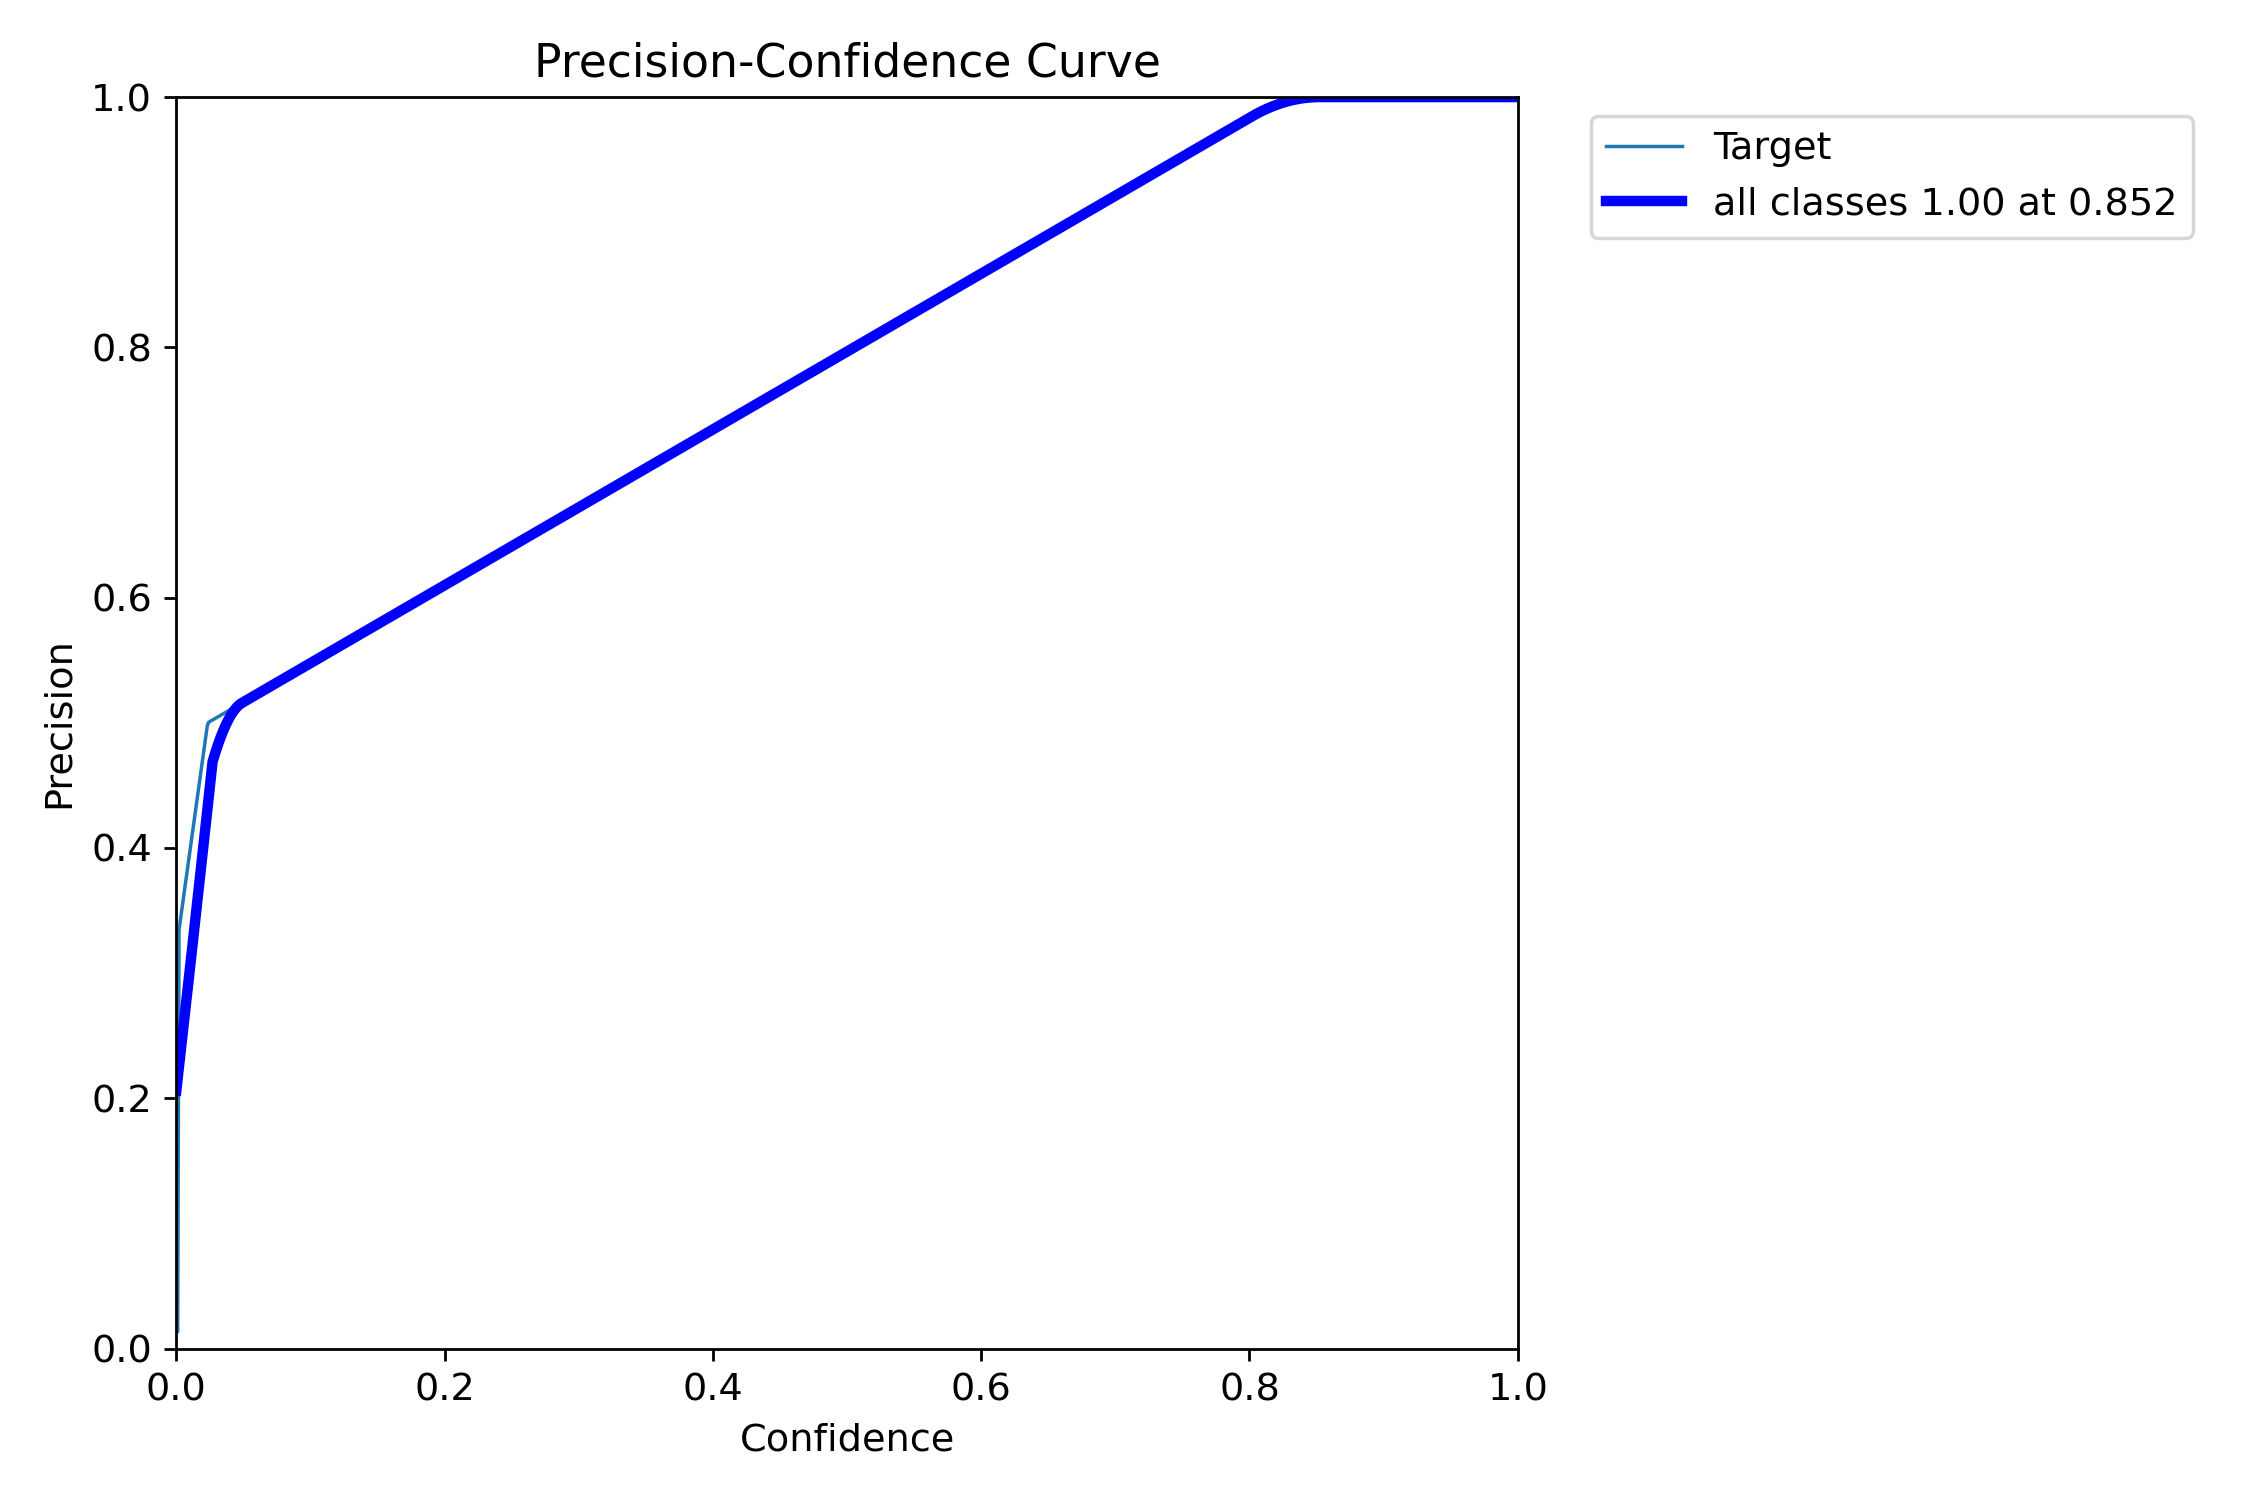 Precision-Confidence Curve
1.0
0.8
0.6
0.4
0.2
0.0
Precision
0.0 0.2 0.4 0.6 0.8 1.0
Confidence
Target
all classes 1.00 at 0.852